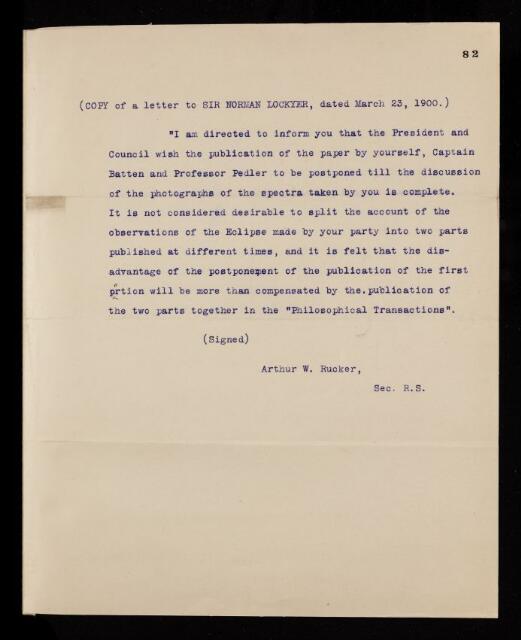 82
(COPY of a letter to SIR NORMAN LOCKYER, dated March 23, 1900.)
"I am directed to inform you that the President and
Council wish the publication of the paper by yourself, Captain
Batten and Professor Pedler to be postponed till the discussion
of the photographs of the spectra taken by you is complete.
It is not considered desirable to split the account of the
observations of the Eclipse made by your party into two parts
published at different times, and it is felt that the dis-
advantage of the postponement of the publication of the first
portion will be more than compensated by the.publication of
the two parts together in the "Philosophical Transactions".
(Signed)
Arthur W. Rucker,
Sec. R.S.